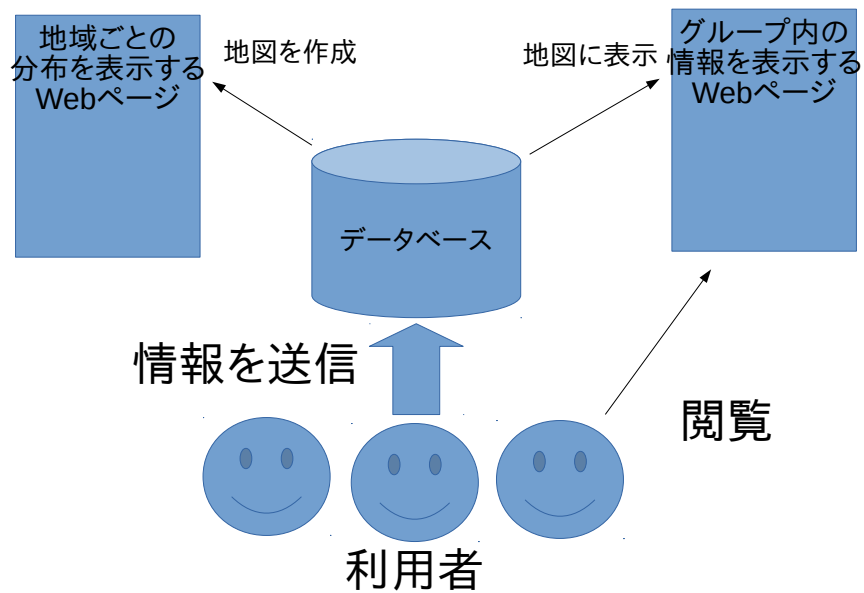 地域ごとの
分布を表示する
Webページ
地図を作成
地図に表示
グループ内の
情報を表示する
Webページ
データベース
情報を送信
閲覧
利用者